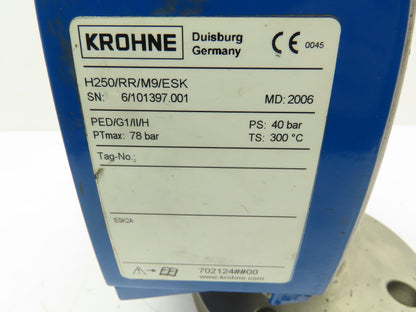 KROHNE
Duisburg
Germany
CE 0045
H250/RR/M9/ESK
SN: 6/101397.001 MD: 2006
PED/G1/II/H PS: 40 bar
PTmax: 78 bar TS: 300 °C
Tag-No.:
ESK2A
702124##00
www.krohne.com